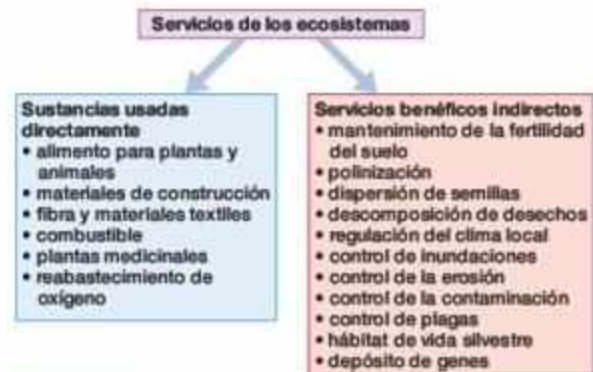 Servicios de los ecosistemas
Sustancias usadas
directamente
• alimento para plantas y
animales
• materiales de construcción
• fibra y materiales textiles
• combustible
• plantas medicinales
• reabastecimiento de
oxígeno
Servicios benéficos indirectos
• mantenimiento de la fertilidad
del suelo
• polinización
• dispersión de semillas
• descomposición de desechos
• regulación del clima local
• control de inundaciones
• control de la erosión
• control de la contaminación
• control de plagas
• hábitat de vida silvestre
• depósito de genes